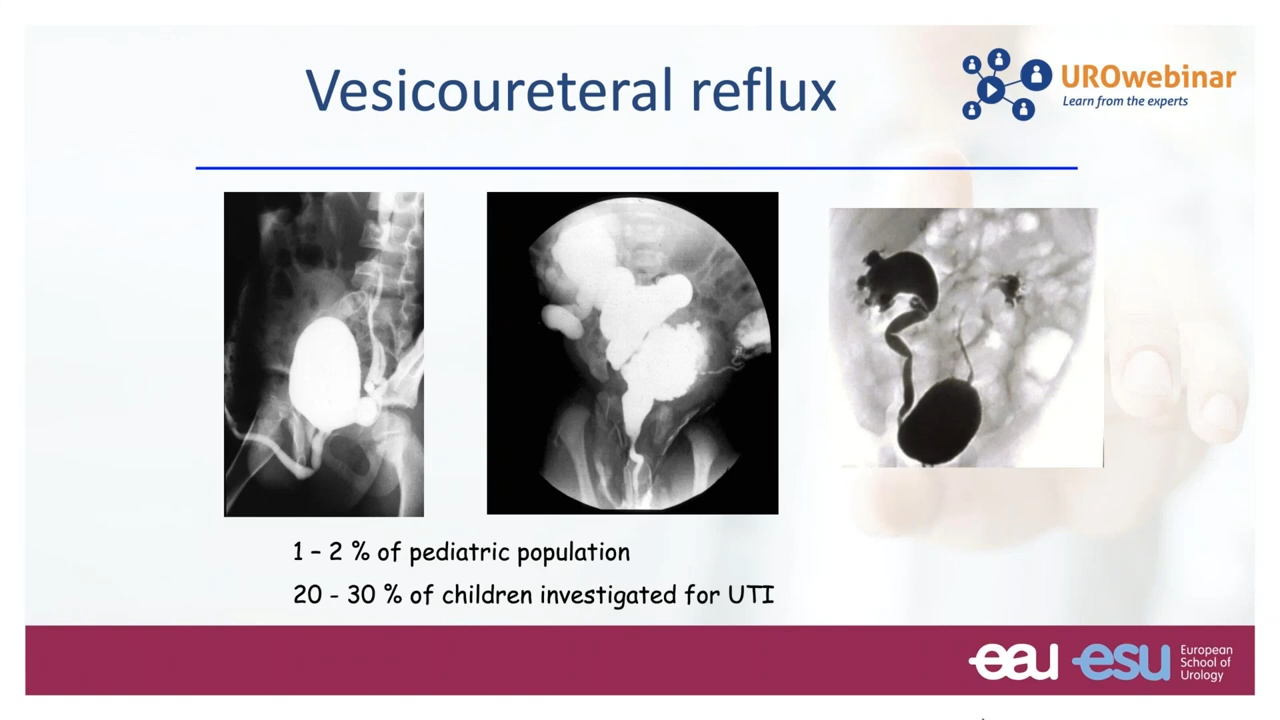 Vesicoureteral reflux
UROwebinar
Learn from the experts
1 – 2 % of pediatric population
20 - 30 % of children investigated for UTI
eau
esu
European
School of
Urology